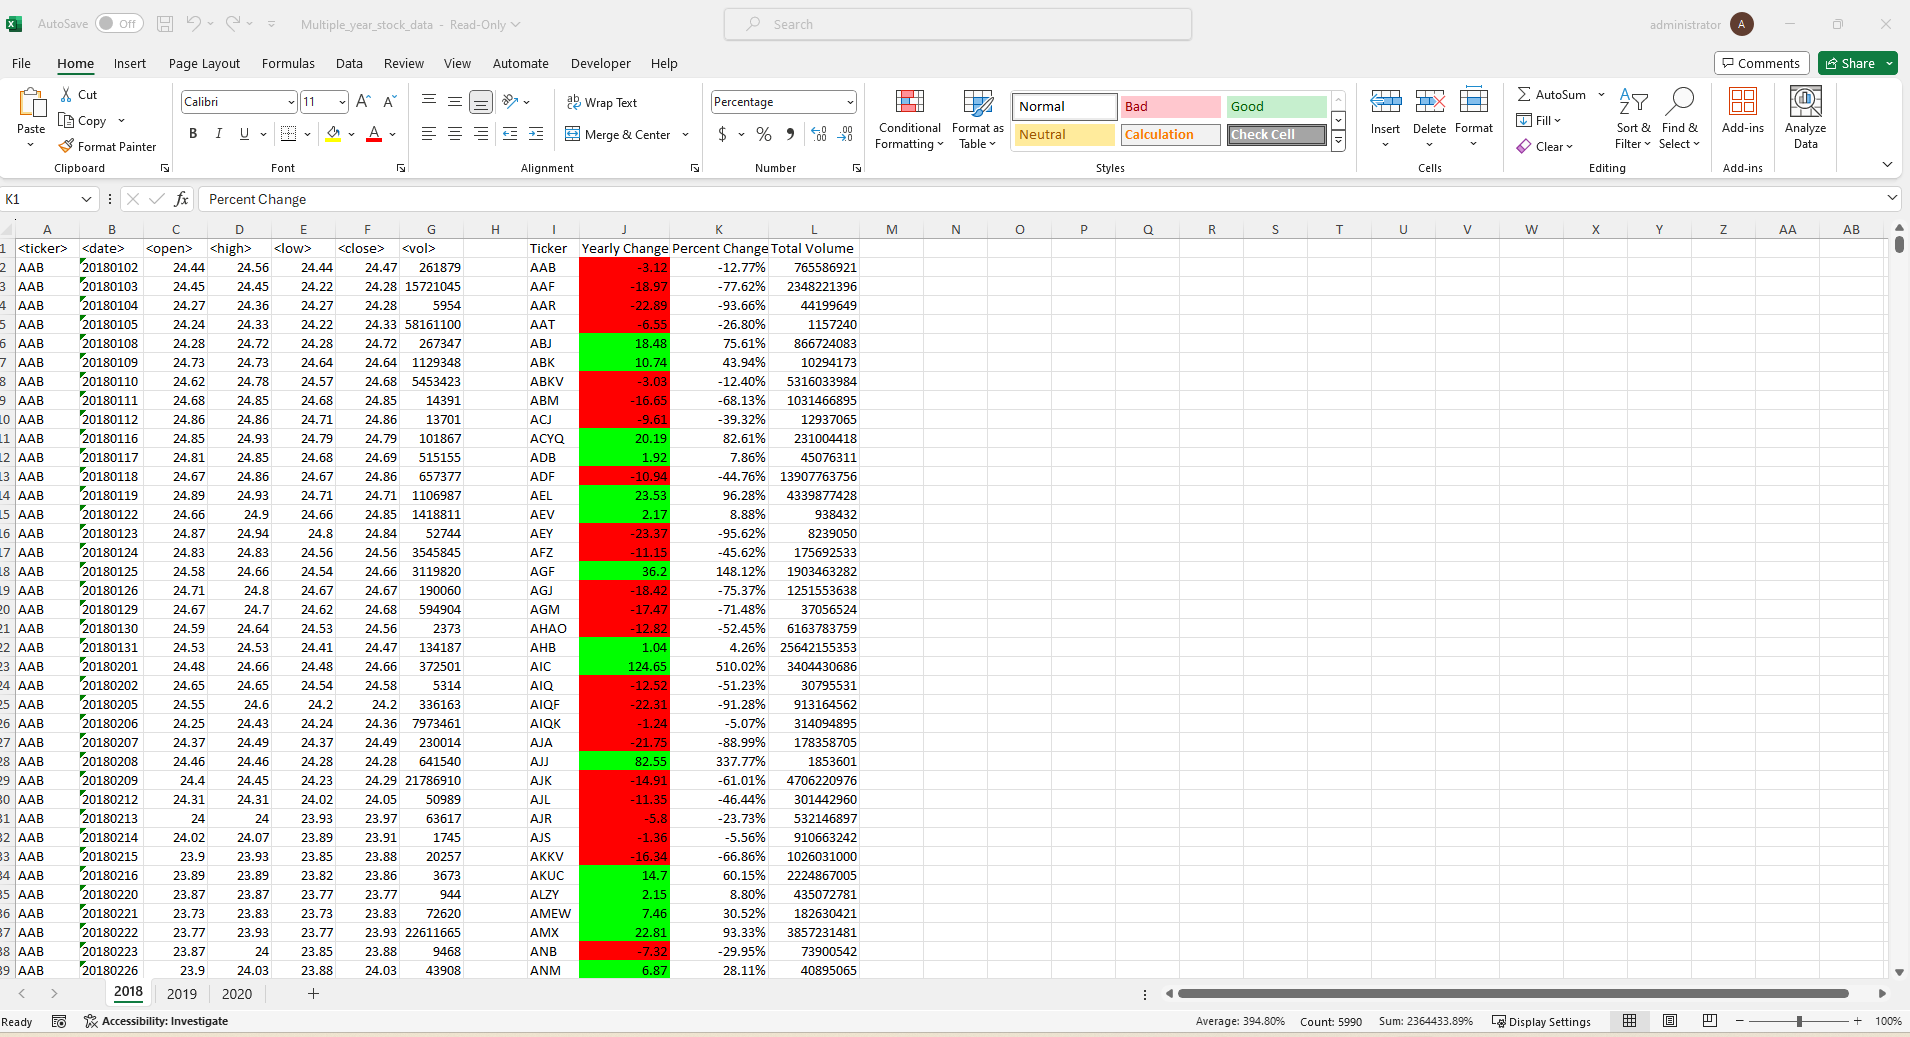 AutoSave Off Multiple_year_stock_data - Read-Only Search administrator A
File Home Insert Page Layout Formulas Data Review View Automate Developer Help Comments Share
Paste Cut Copy Format Painter Clipboard
Calibri 11 A A B I U A Font
ab Wrap Text Merge & Center Alignment
Percentage $ % 9 Number
Conditional Formatting Format as Table Normal Bad Good Neutral Calculation Check Cell Styles
Insert Delete Format Cells
AutoSum Fill Clear Sort & Filter Find & Select Editing
Add-ins Add-ins
Analyze Data
K1 fx Percent Change
A B C D E F G H I J K L M N O P Q R S T U V W X Y Z AA AB
1 <ticker> <date> <open> <high> <low> <close> <vol> Ticker Yearly Change Percent Change Total Volume
2 AAB 20180102 24.44 24.56 24.44 24.47 261879 AAB -3.12 -12.77% 765586921
3 AAB 20180103 24.45 24.45 24.22 24.28 15721045 AAF -18.97 -77.62% 2348221396
4 AAB 20180104 24.27 24.36 24.27 24.28 5954 AAR -22.89 -93.66% 44199649
5 AAB 20180105 24.24 24.33 24.22 24.33 58161100 AAT -6.55 -26.80% 1157240
6 AAB 20180108 24.28 24.72 24.28 24.72 267347 ABJ 18.48 75.61% 866724083
7 AAB 20180109 24.73 24.73 24.64 24.64 1129348 ABK 10.74 43.94% 10294173
8 AAB 20180110 24.62 24.78 24.57 24.68 5453423 ABKV -3.03 -12.40% 5316033984
9 AAB 20180111 24.68 24.85 24.68 24.85 14391 ABM -16.65 -68.13% 1031466895
10 AAB 20180112 24.86 24.86 24.71 24.86 13701 ACJ -9.61 -39.32% 12937065
11 AAB 20180116 24.85 24.93 24.79 24.79 101867 ACYQ 20.19 82.61% 231004418
12 AAB 20180117 24.81 24.85 24.68 24.69 515155 ADB 1.92 7.86% 45076311
13 AAB 20180118 24.67 24.86 24.67 24.86 657377 ADF -10.94 -44.76% 13907763756
14 AAB 20180119 24.89 24.93 24.71 24.71 1106987 AEL 23.53 96.28% 4339877428
15 AAB 20180122 24.66 24.9 24.66 24.85 1418811 AEV 2.17 8.88% 938432
16 AAB 20180123 24.87 24.94 24.8 24.84 52744 AEY -23.37 -95.62% 8239050
17 AAB 20180124 24.83 24.83 24.56 24.56 3545845 AFZ -11.15 -45.62% 175692533
18 AAB 20180125 24.58 24.66 24.54 24.66 3119820 AGF 36.2 148.12% 1903463282
19 AAB 20180126 24.71 24.8 24.67 24.67 190060 AGJ -18.42 -75.37% 1251553638
20 AAB 20180129 24.67 24.7 24.62 24.68 594904 AGM -17.47 -71.48% 37056524
21 AAB 20180130 24.59 24.64 24.53 24.56 2373 AHAO -12.82 -52.45% 6163783759
22 AAB 20180131 24.53 24.53 24.41 24.47 134187 AHB 1.04 4.26% 25642155353
23 AAB 20180201 24.48 24.66 24.48 24.66 372501 AIC 124.65 510.02% 3404430686
24 AAB 20180202 24.65 24.65 24.54 24.58 5314 AIQ -12.52 -51.23% 30795531
25 AAB 20180205 24.55 24.6 24.2 24.2 336163 AIQF -22.31 -91.28% 913164562
26 AAB 20180206 24.25 24.43 24.24 24.36 7973461 AIQK -1.24 -5.07% 314094895
27 AAB 20180207 24.37 24.49 24.37 24.49 230014 AJA -21.75 -88.99% 178358705
28 AAB 20180208 24.46 24.46 24.28 24.28 641540 AJJ 82.55 337.77% 1853601
29 AAB 20180209 24.4 24.45 24.23 24.29 21786910 AJK -14.91 -61.01% 4706220976
30 AAB 20180212 24.31 24.31 24.02 24.05 50989 AJL -11.35 -46.44% 301442960
31 AAB 20180213 24 24 23.93 23.97 63617 AJR -5.8 -23.73% 532146897
32 AAB 20180214 24.02 24.07 23.89 23.91 1745 AJS -1.36 -5.56% 910663242
33 AAB 20180215 23.9 23.93 23.85 23.88 20257 AKKV -16.34 -66.86% 1026031000
34 AAB 20180216 23.89 23.89 23.82 23.86 3673 AKUC 14.7 60.15% 2224867005
35 AAB 20180220 23.87 23.87 23.77 23.77 944 ALZY 2.15 8.80% 435072781
36 AAB 20180221 23.73 23.83 23.73 23.83 72620 AMEW 7.46 30.52% 182630421
37 AAB 20180222 23.77 23.93 23.77 23.93 22611665 AMX 22.81 93.33% 3857231481
38 AAB 20180223 23.87 24 23.85 23.88 9468 ANB -7.32 -29.95% 73900542
39 AAB 20180226 23.9 24.03 23.88 24.03 43908 ANM 6.87 28.11% 40895065
2018 2019 2020
Ready Accessibility: Investigate Average: 394.80% Count: 5990 Sum: 2364433.89% Display Settings 100%